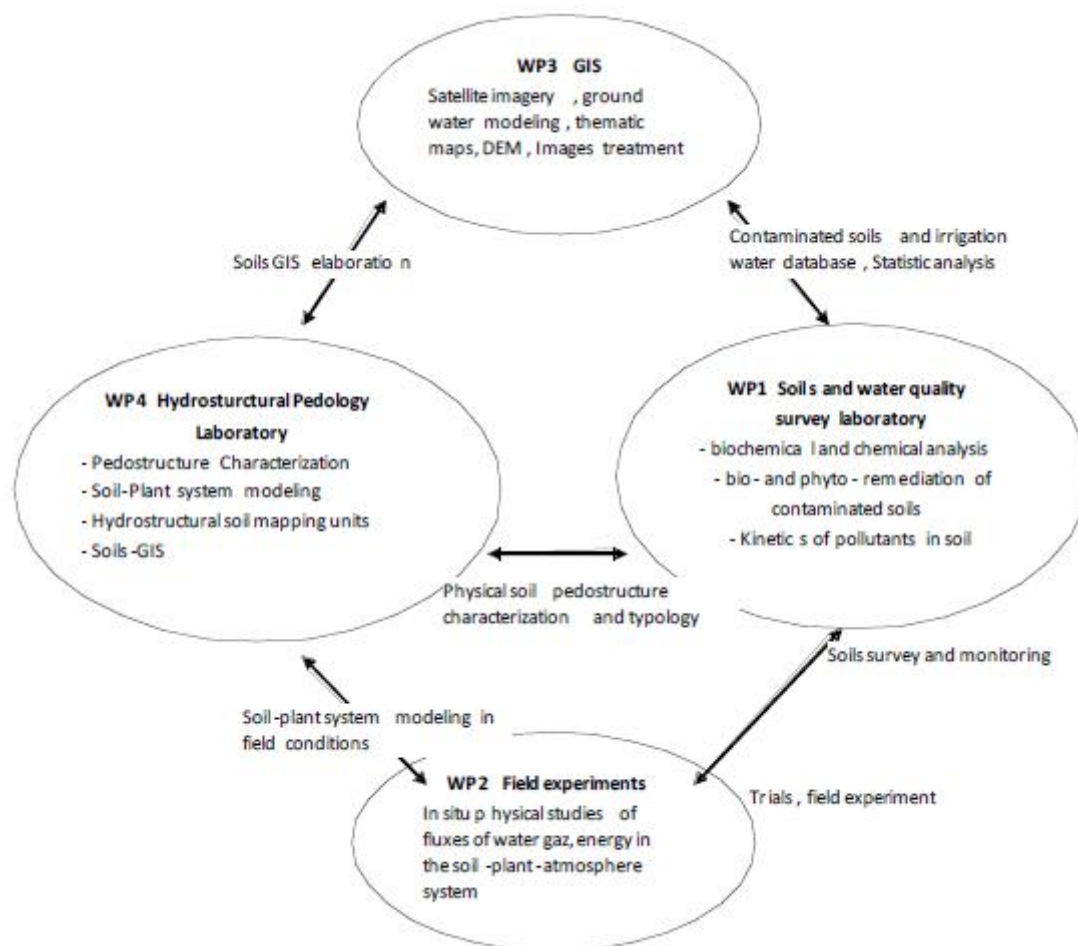 WP3 GIS
Satellite imagery , ground
water modeling , thematic
maps, DEM , Images treatment
Soils GIS elaboratio n
Contaminated soils and irrigation
water database , Statistic analysis
WP4 Hydrosturctural Pedology
Laboratory
- Pedostructure Characterization
- Soil-Plant system modeling
- Hydrostructural soil mapping units
- Soils -GIS
WP1 Soil s and water quality
survey laboratory
- biochemica l and chemical analysis
- bio- and phyto - rem ediation of
contaminated soils
- Kinetic s of pollutants in soil
Physical soil pedostructure
characterization and typology
Soils survey and monitoring
Soil -plant system modeling in
field conditions
WP2 Field experiments
In situ p hysical studies of
fluxes of water gaz, energy in
the soil -plant -atmosphere
system
Trials , field experiment